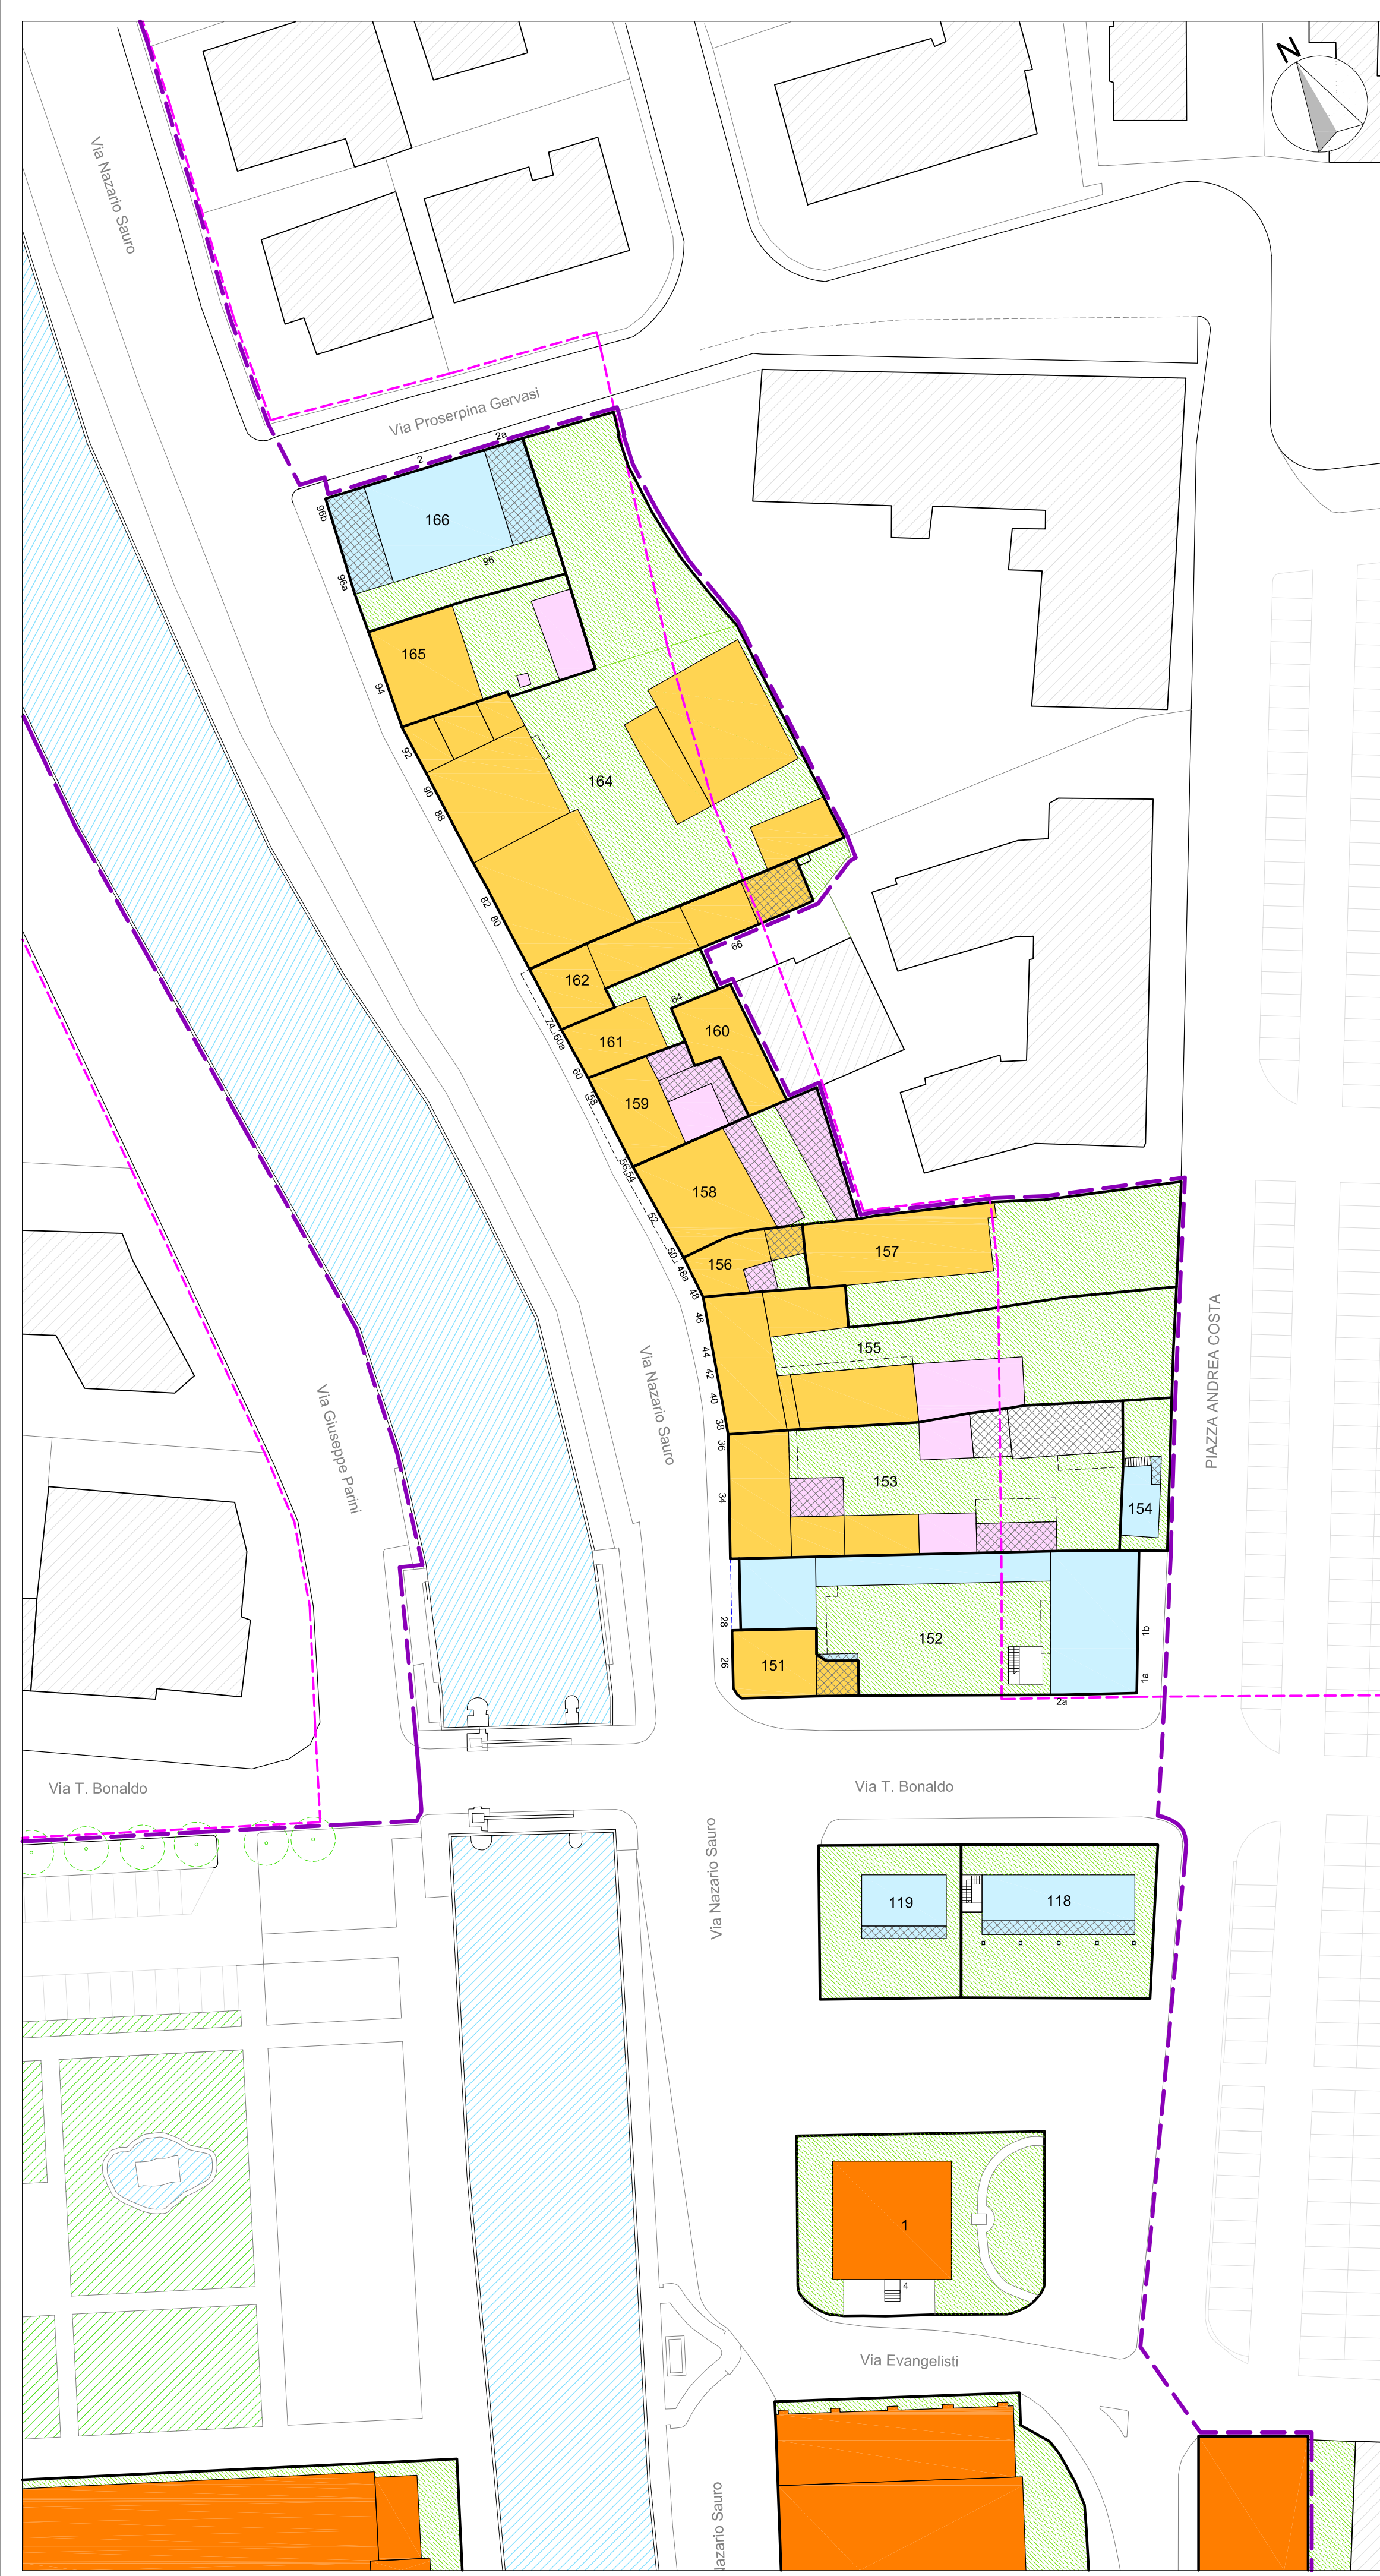 N
Via Nazario Sauro
Via Proserpina Gervasi
2a
2
96b
166
96
96a
165
94
92
164
90
88
82
80
66
162
64
74
160
60a
161
60
58
159
56
54
158
52
157
50
156
48a
48
46
155
44
42
40
38
36
153
34
154
PIAZZA ANDREA COSTA
Via Nazario Sauro
Via Giuseppe Parini
28
152
1b
26
151
1a
2a
Via T. Bonaldo
Via T. Bonaldo
Via Nazario Sauro
119
118
1
4
Via Evangelisti
lazario Sauro